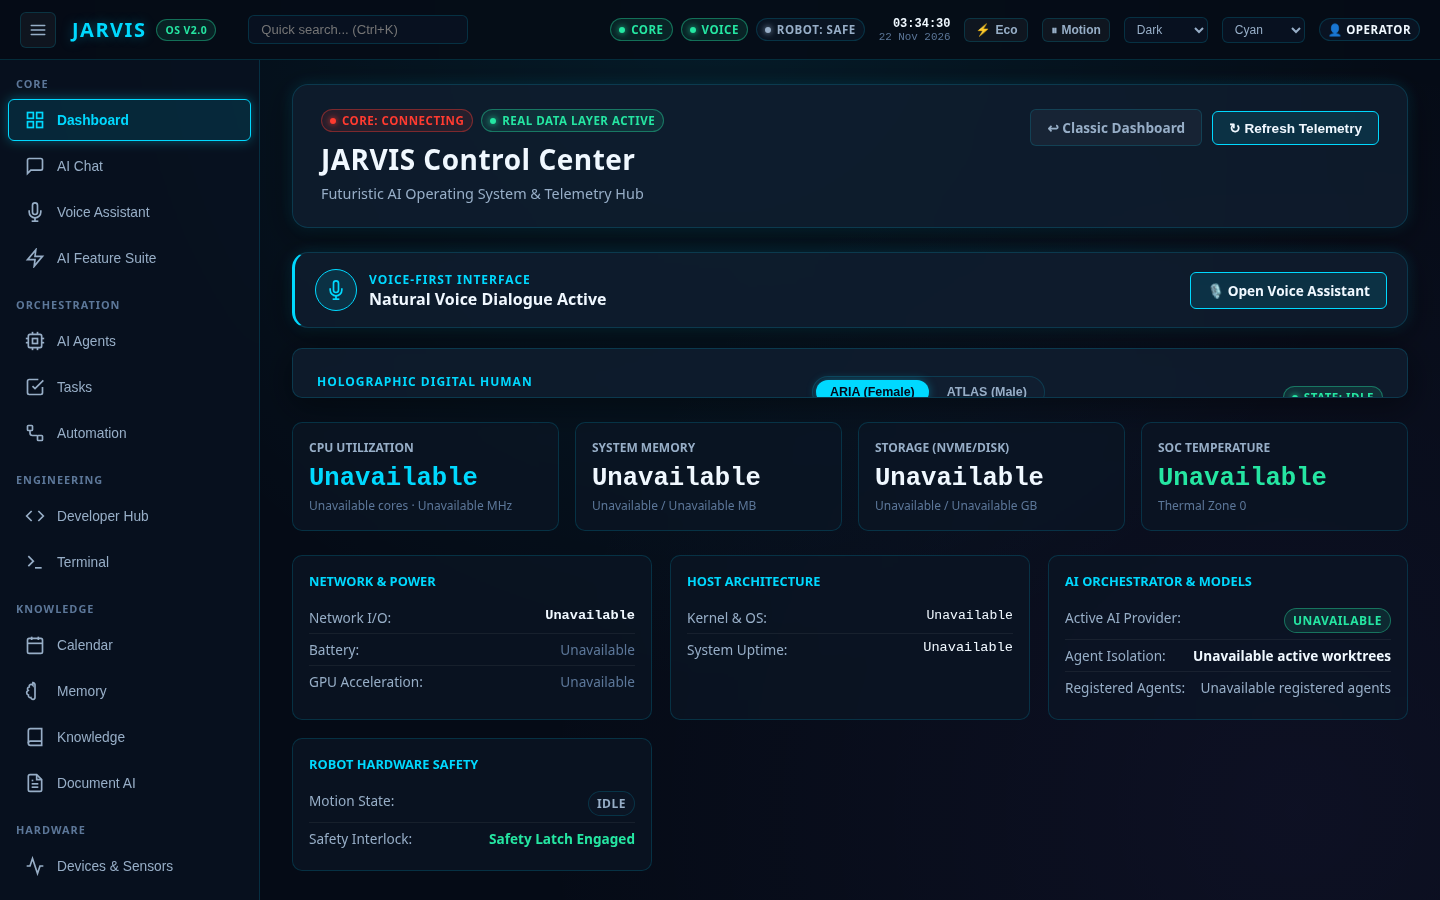 JARVIS
OS V2.0
Quick search... (Ctrl+K)
CORE
VOICE
ROBOT: SAFE
03:34:30
22 Nov 2026
⚡ Eco
Motion
Dark
Cyan
OPERATOR
CORE
Dashboard
AI Chat
Voice Assistant
AI Feature Suite
ORCHESTRATION
AI Agents
Tasks
Automation
ENGINEERING
Developer Hub
Terminal
KNOWLEDGE
Calendar
Memory
Knowledge
Document AI
HARDWARE
Devices & Sensors
CORE: CONNECTING
REAL DATA LAYER ACTIVE
JARVIS Control Center
Futuristic AI Operating System & Telemetry Hub
↩ Classic Dashboard
↻ Refresh Telemetry
VOICE-FIRST INTERFACE
Natural Voice Dialogue Active
Open Voice Assistant
HOLOGRAPHIC DIGITAL HUMAN
ARIA (Female)
ATLAS (Male)
STATE: IDLE
CPU UTILIZATION
Unavailable
Unavailable cores · Unavailable MHz
SYSTEM MEMORY
Unavailable
Unavailable / Unavailable MB
STORAGE (NVME/DISK)
Unavailable
Unavailable / Unavailable GB
SOC TEMPERATURE
Unavailable
Thermal Zone 0
NETWORK & POWER
Network I/O: Unavailable
Battery: Unavailable
GPU Acceleration: Unavailable
HOST ARCHITECTURE
Kernel & OS: Unavailable
System Uptime: Unavailable
AI ORCHESTRATOR & MODELS
Active AI Provider: UNAVAILABLE
Agent Isolation: Unavailable active worktrees
Registered Agents: Unavailable registered agents
ROBOT HARDWARE SAFETY
Motion State: IDLE
Safety Interlock: Safety Latch Engaged